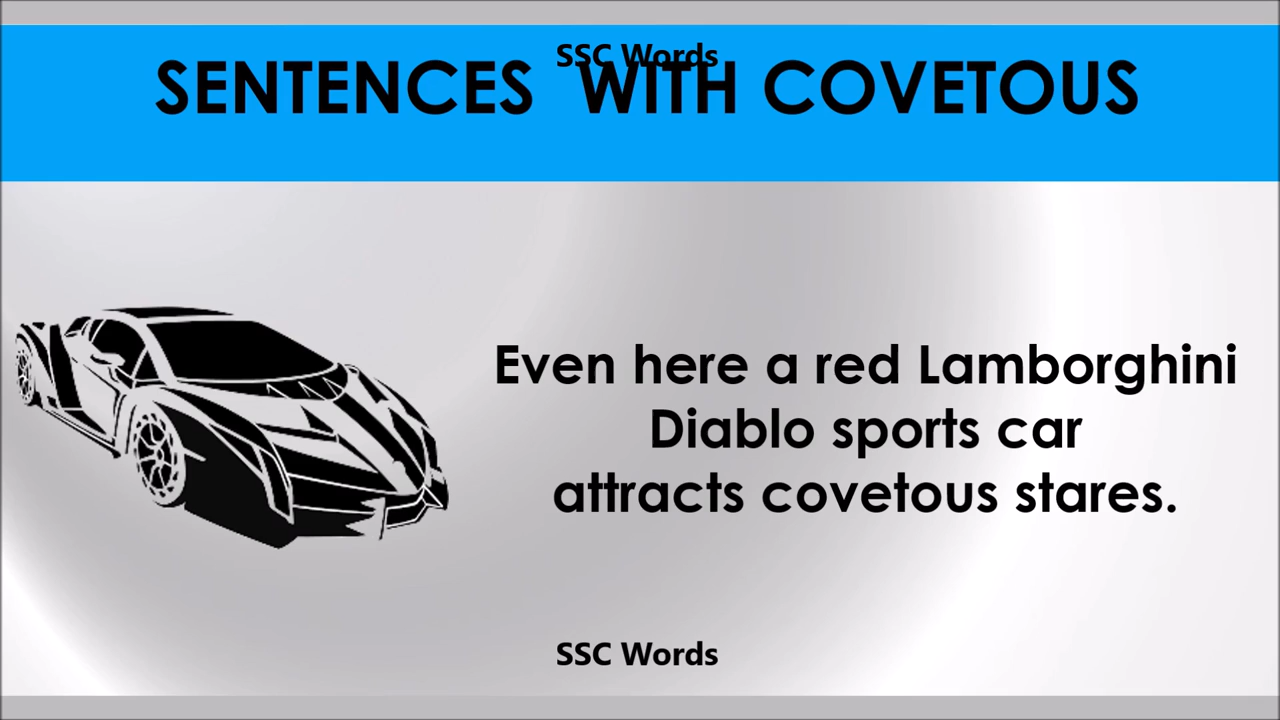 SSC Words
SENTENCES WITH COVETOUS
Even here a red Lamborghini
Diablo sports car
attracts covetous stares.
SSC Words